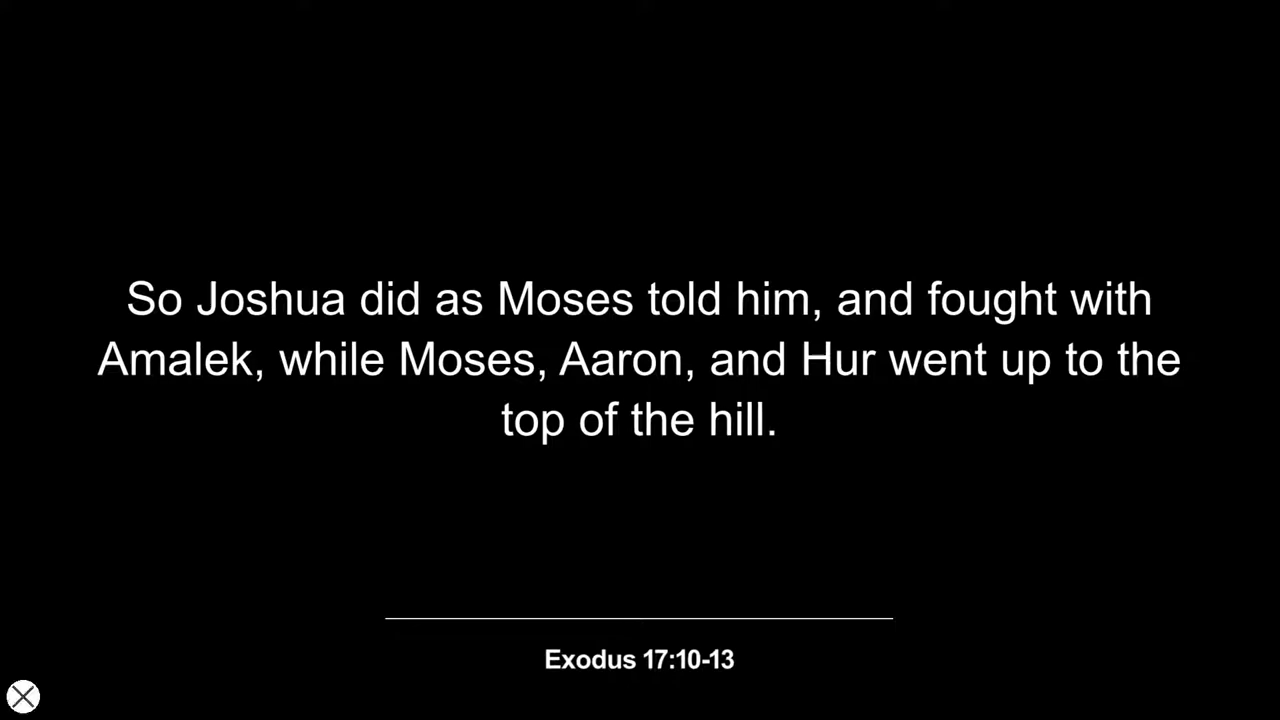 So Joshua did as Moses told him, and fought with
Amalek, while Moses, Aaron, and Hur went up to the
top of the hill.
Exodus 17:10-13